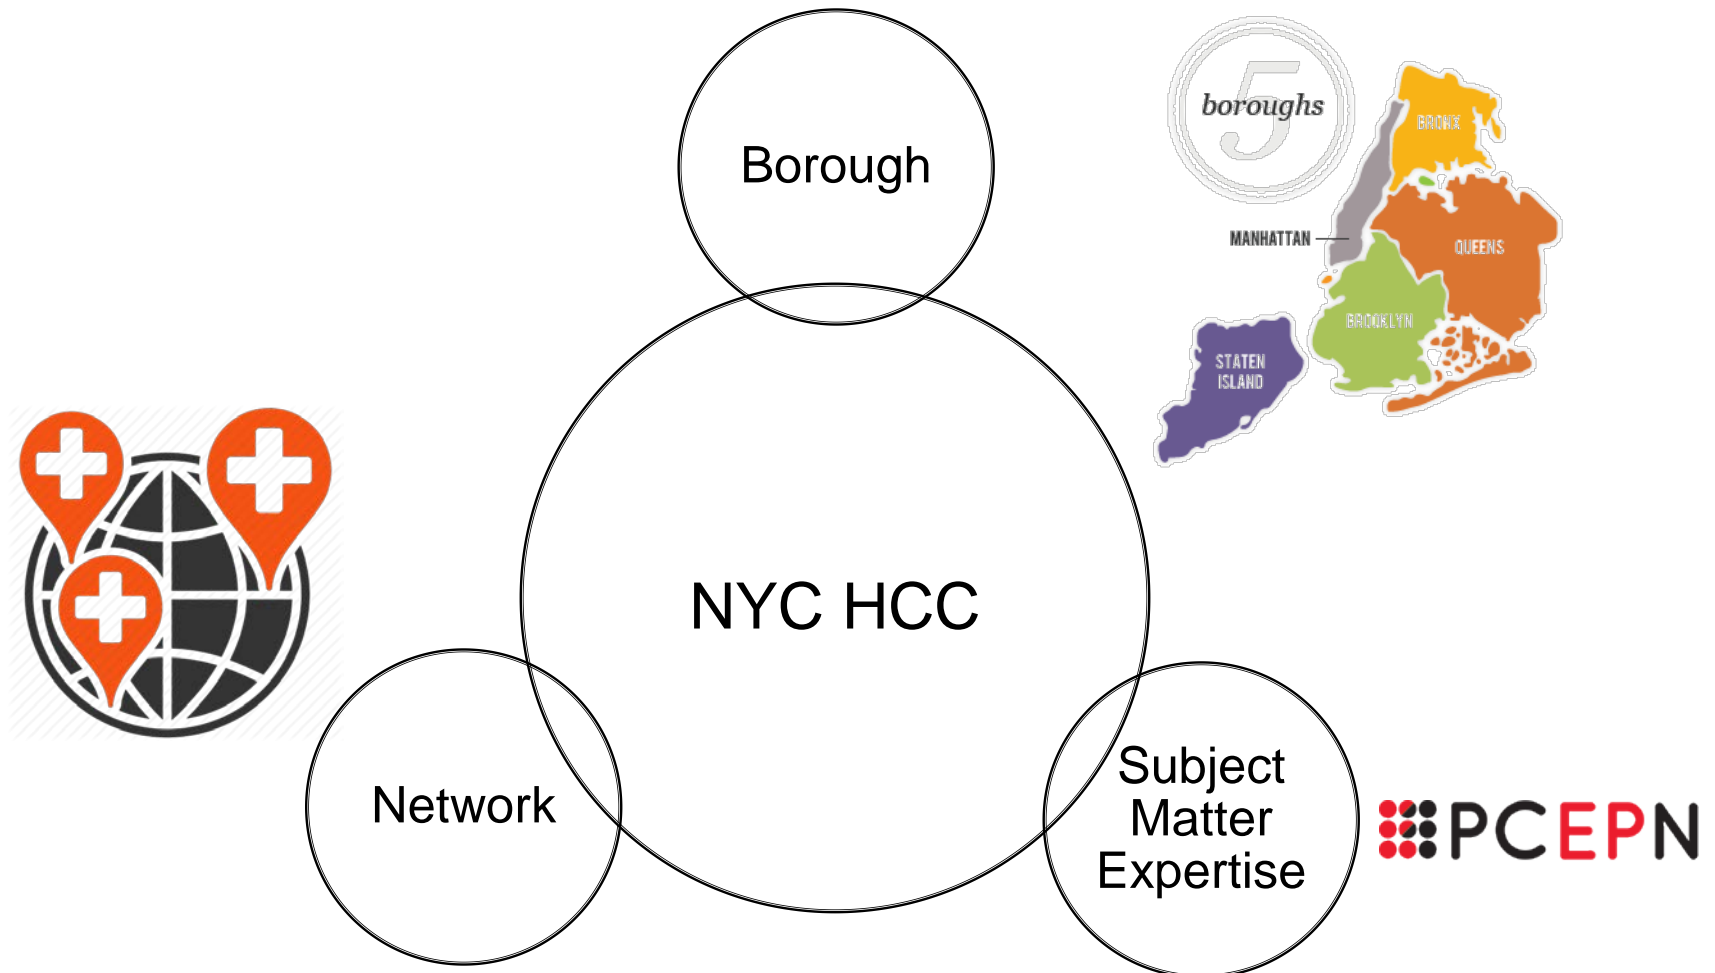 Borough
5
boroughs
BRONX
MANHATTAN
QUEENS
BROOKLYN
STATEN
ISLAND
NYC HCC
Network
Subject
Matter
Expertise
PCEPN